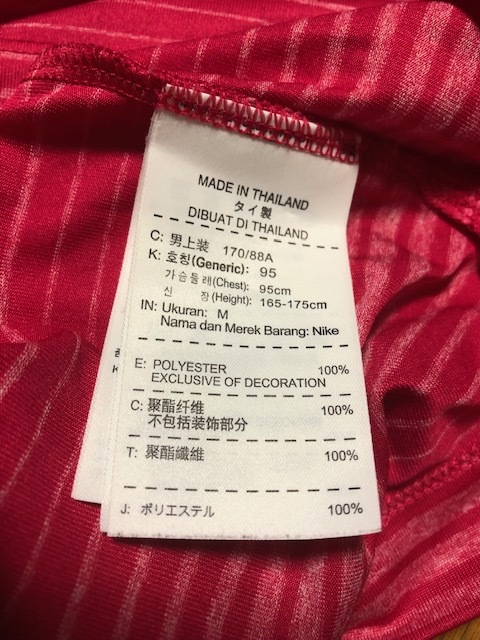 MADE IN THAILAND
タイ製
DIBUAT DI THAILAND
C: 男上装 170/88A
K: 호칭(Generic): 95
가슴둘레(Chest): 95cm
신 장(Height): 165-175cm
IN: Ukuran: M
Nama dan Merek Barang: Nike
E: POLYESTER 100%
EXCLUSIVE OF DECORATION
C: 聚酯纤维 100%
不包括装饰部分
T: 聚酯纖維 100%
J: ポリエステル 100%